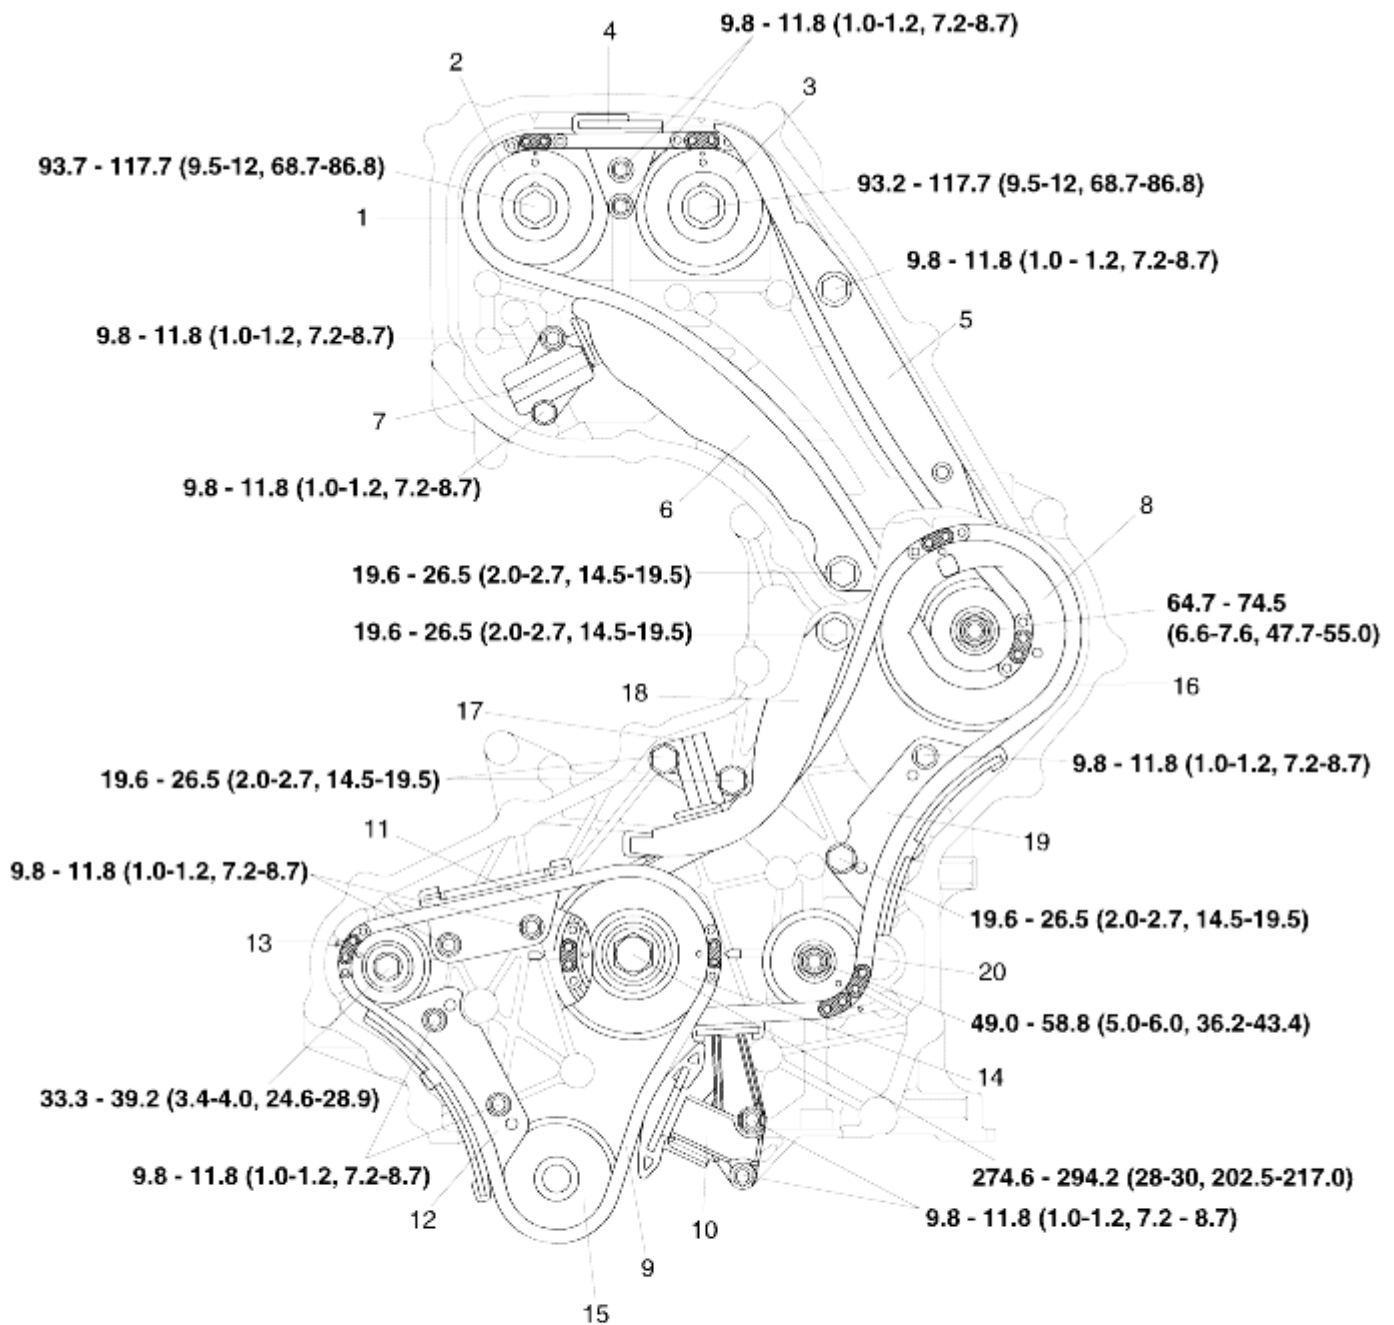 4
9.8 - 11.8 (1.0-1.2, 7.2-8.7)
2
3
93.7 - 117.7 (9.5-12, 68.7-86.8)
93.2 - 117.7 (9.5-12, 68.7-86.8)
1
9.8 - 11.8 (1.0 - 1.2, 7.2-8.7)
5
9.8 - 11.8 (1.0-1.2, 7.2-8.7)
7
9.8 - 11.8 (1.0-1.2, 7.2-8.7)
6
8
19.6 - 26.5 (2.0-2.7, 14.5-19.5)
64.7 - 74.5
(6.6-7.6, 47.7-55.0)
19.6 - 26.5 (2.0-2.7, 14.5-19.5)
18
16
17
19.6 - 26.5 (2.0-2.7, 14.5-19.5)
9.8 - 11.8 (1.0-1.2, 7.2-8.7)
11
19
9.8 - 11.8 (1.0-1.2, 7.2-8.7)
19.6 - 26.5 (2.0-2.7, 14.5-19.5)
13
20
49.0 - 58.8 (5.0-6.0, 36.2-43.4)
14
33.3 - 39.2 (3.4-4.0, 24.6-28.9)
9.8 - 11.8 (1.0-1.2, 7.2-8.7)
274.6 - 294.2 (28-30, 202.5-217.0)
12
10
9.8 - 11.8 (1.0-1.2, 7.2 - 8.7)
9
15